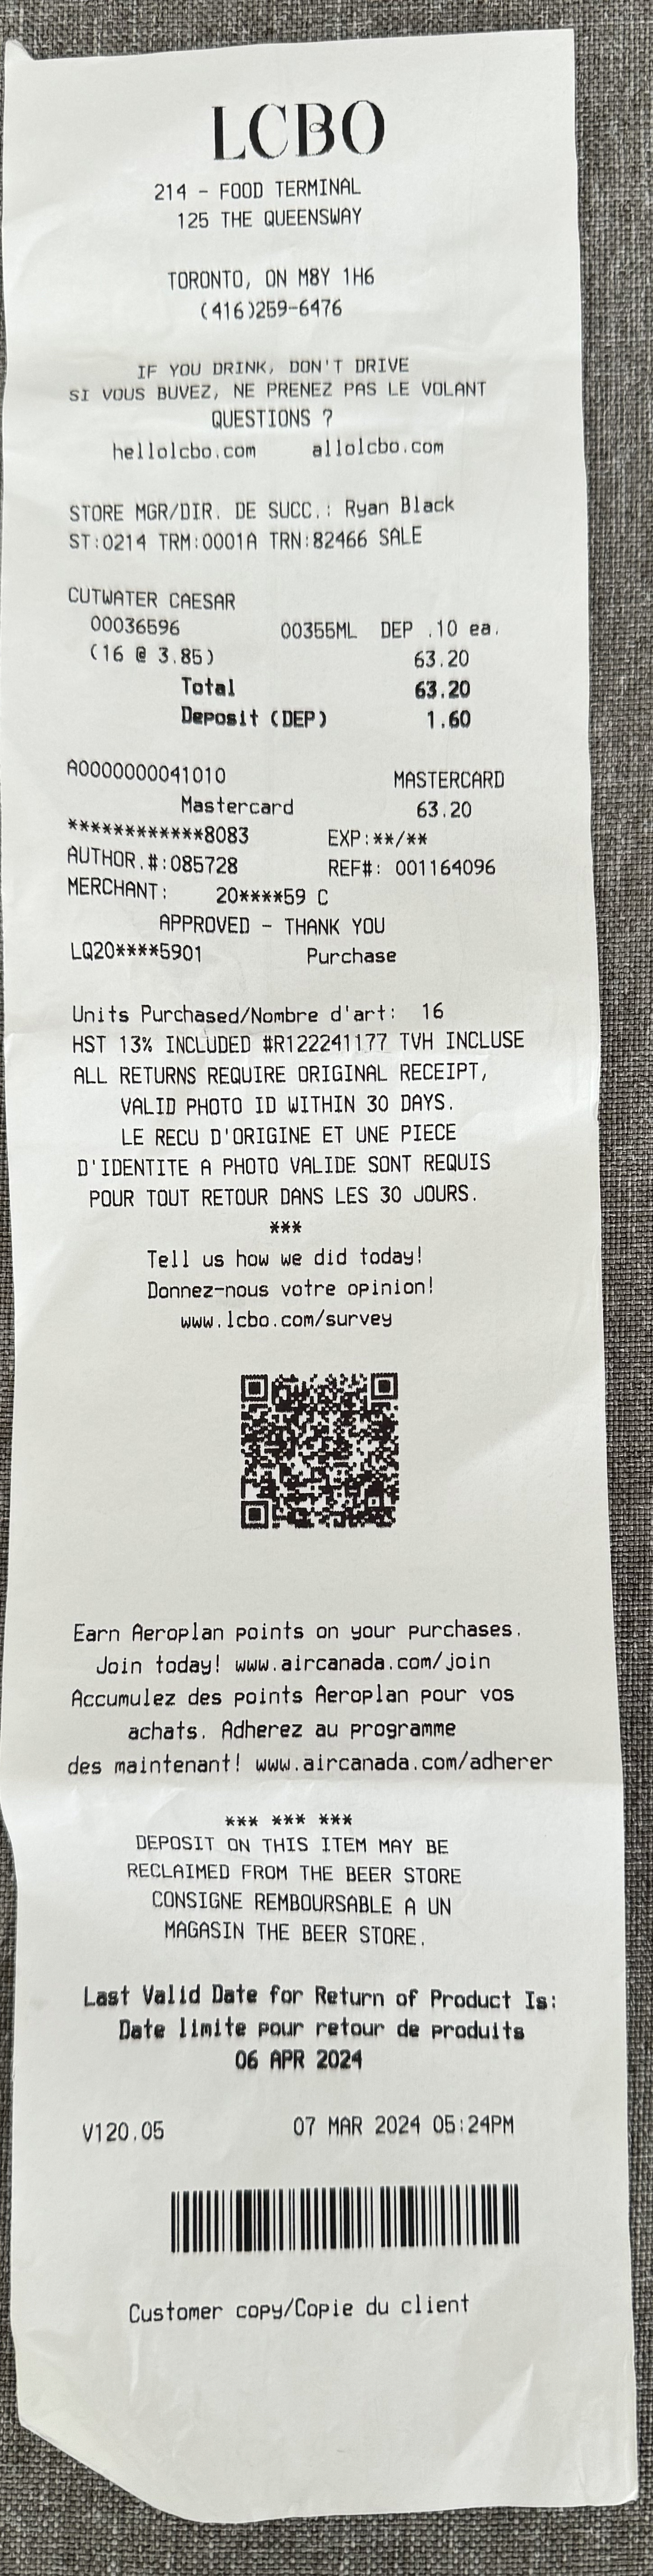 LCBO
214 - FOOD TERMINAL
125 THE QUEENSWAY
TORONTO, ON M8Y 1H6
(416)259-6476
IF YOU DRINK, DON'T DRIVE
SI VOUS BUVEZ, NE PRENEZ PAS LE VOLANT
QUESTIONS ?
hellolcbo.com allolcbo.com
STORE MGR/DIR. DE SUCC.: Ryan Black
ST:0214 TRM:0001A TRN:82466 SALE
CUTWATER CAESAR
00036596 00355ML DEP .10 ea.
(16 @ 3.85) 63.20
Total 63.20
Deposit (DEP) 1.60
A0000000041010 MASTERCARD
Mastercard 63.20
************8083 EXP:**/**
AUTHOR.#:085728 REF#: 001164096
MERCHANT: 20****59 C
APPROVED - THANK YOU
LQ20****5901 Purchase
Units Purchased/Nombre d'art: 16
HST 13% INCLUDED #R122241177 TVH INCLUSE
ALL RETURNS REQUIRE ORIGINAL RECEIPT,
VALID PHOTO ID WITHIN 30 DAYS.
LE RECU D'ORIGINE ET UNE PIECE
D'IDENTITE A PHOTO VALIDE SONT REQUIS
POUR TOUT RETOUR DANS LES 30 JOURS.
***
Tell us how we did today!
Donnez-nous votre opinion!
www.lcbo.com/survey
Earn Aeroplan points on your purchases.
Join today! www.aircanada.com/join
Accumulez des points Aeroplan pour vos
achats. Adherez au programme
des maintenant! www.aircanada.com/adherer
*** *** ***
DEPOSIT ON THIS ITEM MAY BE
RECLAIMED FROM THE BEER STORE
CONSIGNE REMBOURSABLE A UN
MAGASIN THE BEER STORE.
Last Valid Date for Return of Product Is:
Date limite pour retour de produits
06 APR 2024
V120.05 07 MAR 2024 05:24PM
Customer copy/Copie du client